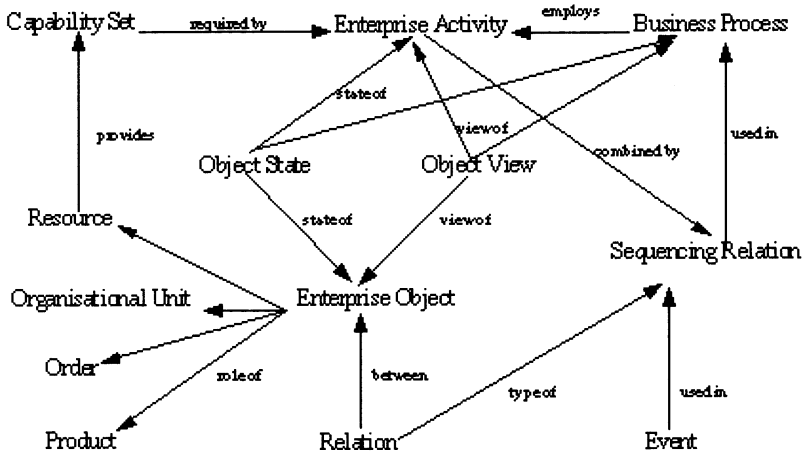 Capability Set
required by
Enterprise Activity
employs
Business Process
state of
provides
view of
combined by
used in
Object State
Object View
Resource
state of
view of
Sequencing Relation
Organisational Unit
Enterprise Object
Order
role of
between
type of
used in
Product
Relation
Event